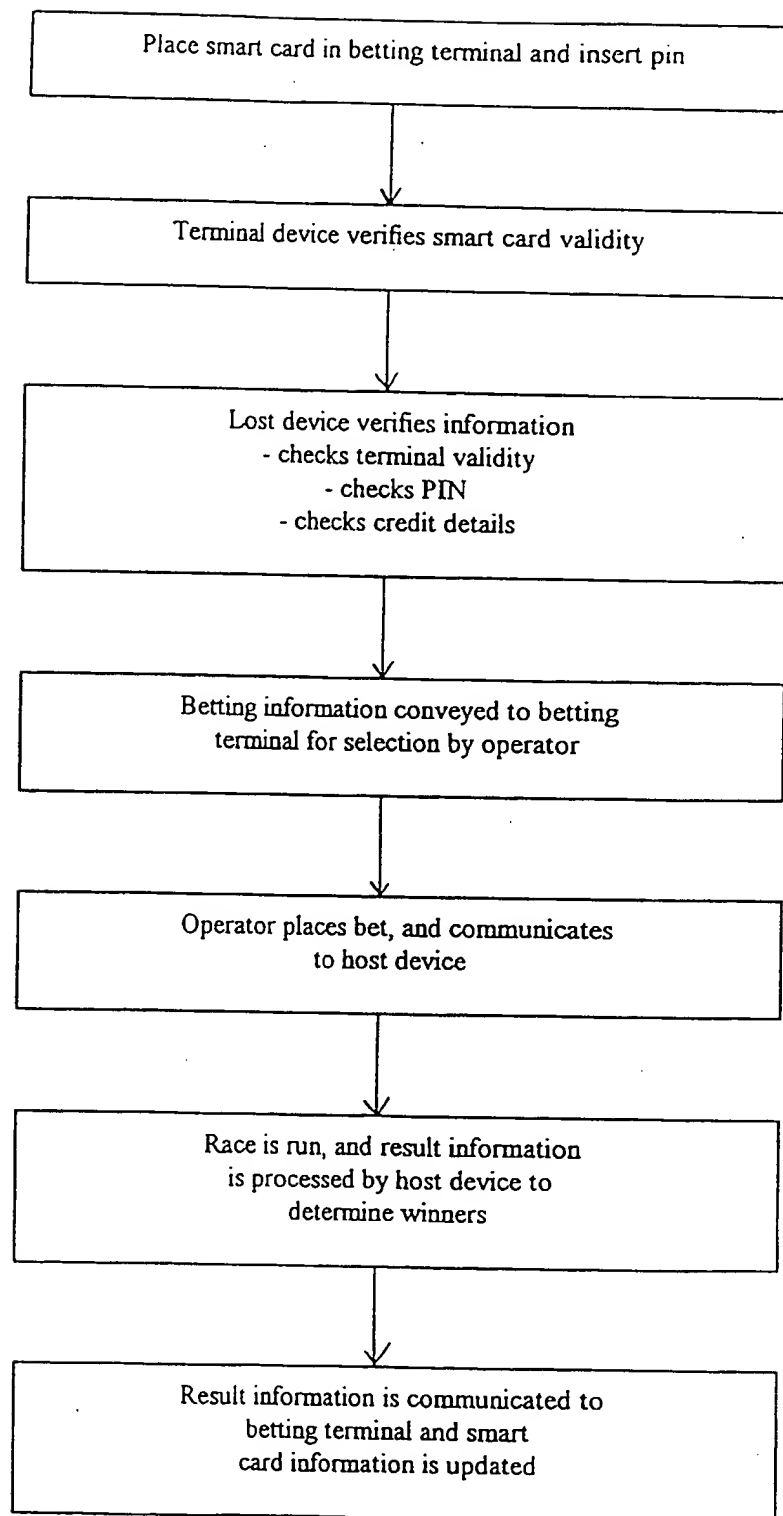 Place smart card in betting terminal and insert pin
Terminal device verifies smart card validity
Lost device verifies information
- checks terminal validity
- checks PIN
- checks credit details
Betting information conveyed to betting
terminal for selection by operator
Operator places bet, and communicates
to host device
Race is run, and result information
is processed by host device to
determine winners
Result information is communicated to
betting terminal and smart
card information is updated